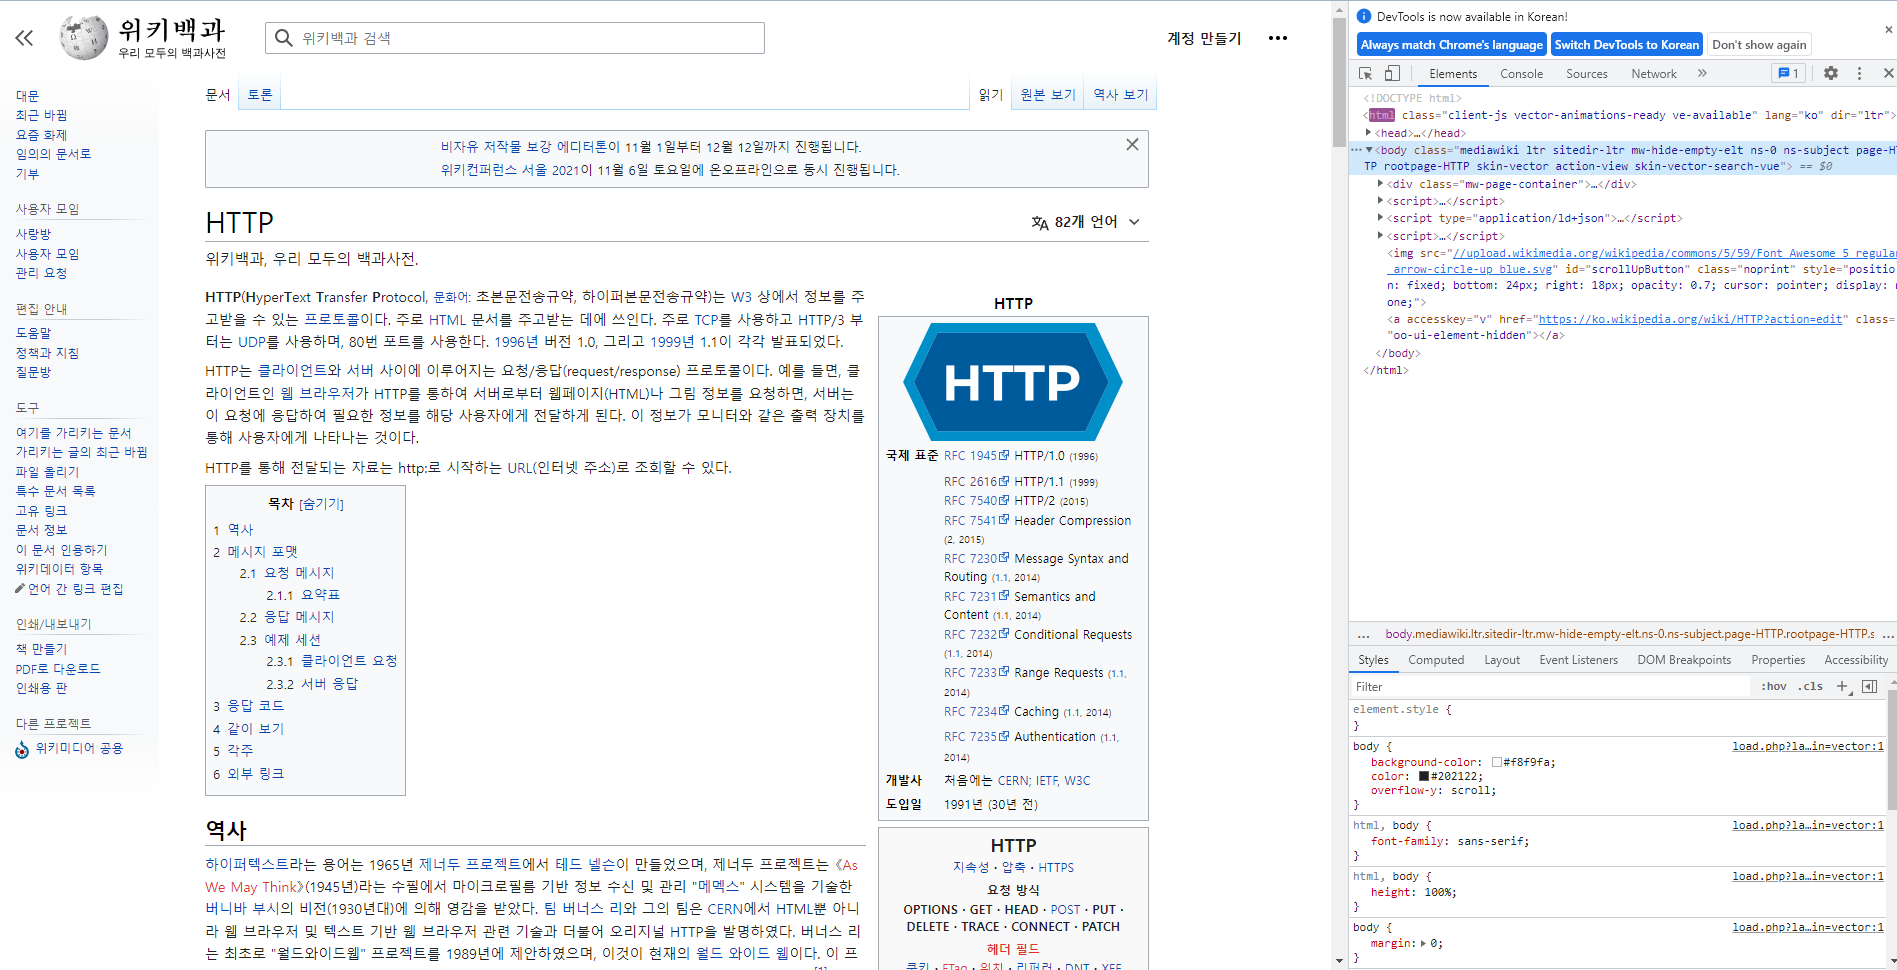 위키백과
우리 모두의 백과사전
위키백과 검색
계정 만들기
대문
최근 바뀜
요즘 화제
임의의 문서로
기부
사용자 모임
사랑방
사용자 모임
관리 요청
편집 안내
도움말
정책과 지침
질문방
도구
여기를 가리키는 문서
가리키는 글의 최근 바뀜
파일 올리기
특수 문서 목록
고유 링크
문서 정보
이 문서 인용하기
위키데이터 항목
언어 간 링크 편집
인쇄/내보내기
책 만들기
PDF로 다운로드
인쇄용 판
다른 프로젝트
위키미디어 공용
문서 토론 읽기 원본 보기 역사 보기
비자유 저작물 보강 에디터톤이 11월 1일부터 12월 12일까지 진행됩니다.
위키컨퍼런스 서울 2021이 11월 6일 토요일에 온오프라인으로 동시 진행됩니다.
HTTP
82개 언어
위키백과, 우리 모두의 백과사전.
HTTP(HyperText Transfer Protocol, 문화어: 초본문전송규약, 하이퍼본문전송규약)는 W3 상에서 정보를 주
고받을 수 있는 프로토콜이다. 주로 HTML 문서를 주고받는 데에 쓰인다. 주로 TCP를 사용하고 HTTP/3 부
터는 UDP를 사용하며, 80번 포트를 사용한다. 1996년 버전 1.0, 그리고 1999년 1.1이 각각 발표되었다.
HTTP는 클라이언트와 서버 사이에 이루어지는 요청/응답(request/response) 프로토콜이다. 예를 들면, 클
라이언트인 웹 브라우저가 HTTP를 통하여 서버로부터 웹페이지(HTML)나 그림 정보를 요청하면, 서버는
이 요청에 응답하여 필요한 정보를 해당 사용자에게 전달하게 된다. 이 정보가 모니터와 같은 출력 장치를
통해 사용자에게 나타나는 것이다.
HTTP를 통해 전달되는 자료는 http:로 시작하는 URL(인터넷 주소)로 조회할 수 있다.
목차 [숨기기]
1 역사
2 메시지 포맷
2.1 요청 메시지
2.1.1 요약표
2.2 응답 메시지
2.3 예제 세션
2.3.1 클라이언트 요청
2.3.2 서버 응답
3 응답 코드
4 같이 보기
5 각주
6 외부 링크
역사
하이퍼텍스트라는 용어는 1965년 제너두 프로젝트에서 테드 넬슨이 만들었으며, 제너두 프로젝트는 《As
We May Think》(1945년)라는 수필에서 마이크로필름 기반 정보 수신 및 관리 "메멕스" 시스템을 기술한
버니바 부시의 비전(1930년대)에 의해 영감을 받았다. 팀 버너스 리와 그의 팀은 CERN에서 HTML뿐 아니
라 웹 브라우저 및 텍스트 기반 웹 브라우저 관련 기술과 더불어 오리지널 HTTP을 발명하였다. 버너스 리
는 최초로 "월드와이드웹" 프로젝트를 1989년에 제안하였으며, 이것이 현재의 월드 와이드 웹이다. 이 프
[1]
HTTP
HTTP
국제 표준 RFC 1945 HTTP/1.0 (1996)
RFC 2616 HTTP/1.1 (1999)
RFC 7540 HTTP/2 (2015)
RFC 7541 Header Compression
(2, 2015)
RFC 7230 Message Syntax and
Routing (1.1, 2014)
RFC 7231 Semantics and
Content (1.1, 2014)
RFC 7232 Conditional Requests
(1.1, 2014)
RFC 7233 Range Requests (1.1,
2014)
RFC 7234 Caching (1.1, 2014)
RFC 7235 Authentication (1.1,
2014)
개발사 처음에는 CERN; IETF, W3C
도입일 1991년 (30년 전)
HTTP
지속성 · 압축 · HTTPS
요청 방식
OPTIONS · GET · HEAD · POST · PUT ·
DELETE · TRACE · CONNECT · PATCH
헤더 필드
쿠키 · ETag · 위치 · 리퍼러 · DNT · XFF
DevTools is now available in Korean!
Always match Chrome's language Switch DevTools to Korean Don't show again
Elements Console Sources Network » 1
<!DOCTYPE html>
<html class="client-js vector-animations-ready ve-available" lang="ko" dir="ltr">
<head>…</head>
<body class="mediawiki ltr sitedir-ltr mw-hide-empty-elt ns-0 ns-subject page-HT
TP rootpage-HTTP skin-vector action-view skin-vector-search-vue"> == $0
<div class="mw-page-container">…</div>
<script>…</script>
<script type="application/ld+json">…</script>
<script>…</script>
<img src="//upload.wikimedia.org/wikipedia/commons/5/59/Font_Awesome_5_regular
_arrow-circle-up_blue.svg" id="scrollUpButton" class="noprint" style="positio
n: fixed; bottom: 24px; right: 18px; opacity: 0.7; cursor: pointer; display: n
one;">
<a accesskey="v" href="https://ko.wikipedia.org/wiki/HTTP?action=edit" class=
"oo-ui-element-hidden"></a>
</body>
</html>
... body.mediawiki.ltr.sitedir-ltr.mw-hide-empty-elt.ns-0.ns-subject.page-HTTP.rootpage-HTTP.s ...
Styles Computed Layout Event Listeners DOM Breakpoints Properties Accessibility
Filter :hov .cls +
element.style {
}
body { load.php?la…in=vector:1
background-color: #f8f9fa;
color: #202122;
overflow-y: scroll;
}
html, body { load.php?la…in=vector:1
font-family: sans-serif;
}
html, body { load.php?la…in=vector:1
height: 100%;
}
body { load.php?la…in=vector:1
margin: 0;
}